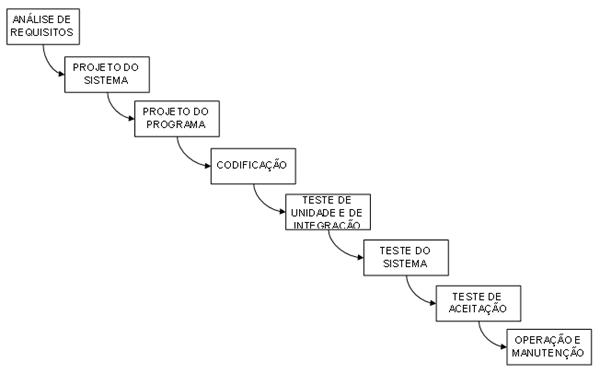 ANÁLISE DE
REQUISITOS
PROJETO DO
SISTEMA
PROJETO DO
PROGRAMA
CODIFICAÇÃO
TESTE DE
UNIDADE E DE
INTEGRAÇÃO
TESTE DO
SISTEMA
TESTE DE
ACEITAÇÃO
OPERAÇÃO E
MANUTENÇÃO